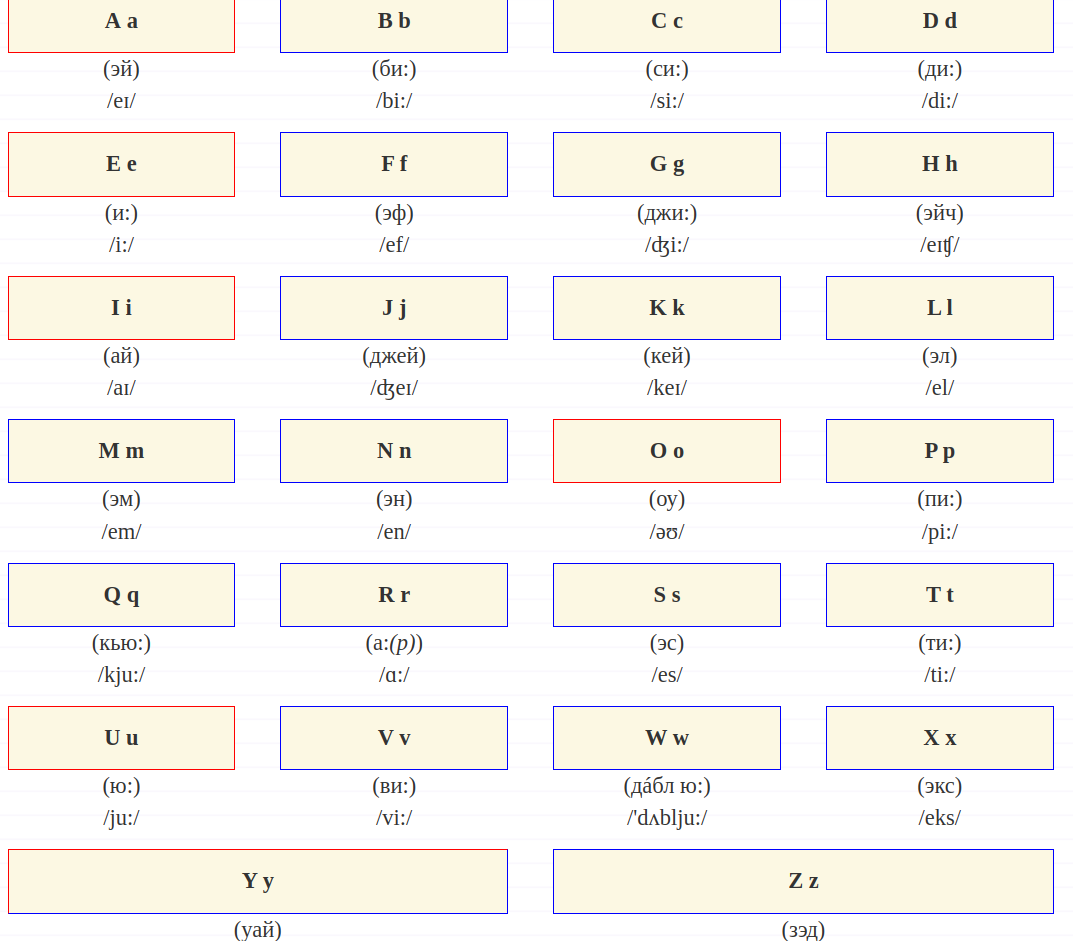 A a B b C c D d
(эй) (би:) (си:) (ди:)
/eɪ/ /bi:/ /si:/ /di:/
E e F f G g H h
(и:) (эф) (джи:) (эйч)
/i:/ /ef/ /ʤi:/ /eɪʧ/
I i J j K k L l
(ай) (джей) (кей) (эл)
/aɪ/ /ʤeɪ/ /keɪ/ /el/
M m N n O o P p
(эм) (эн) (оу) (пи:)
/em/ /en/ /əʊ/ /pi:/
Q q R r S s T t
(кью:) (а:(р)) (эс) (ти:)
/kju:/ /ɑ:/ /es/ /ti:/
U u V v W w X x
(ю:) (ви:) (дáбл ю:) (экс)
/ju:/ /vi:/ /'dʌblju:/ /eks/
Y y Z z
(уай) (зэд)